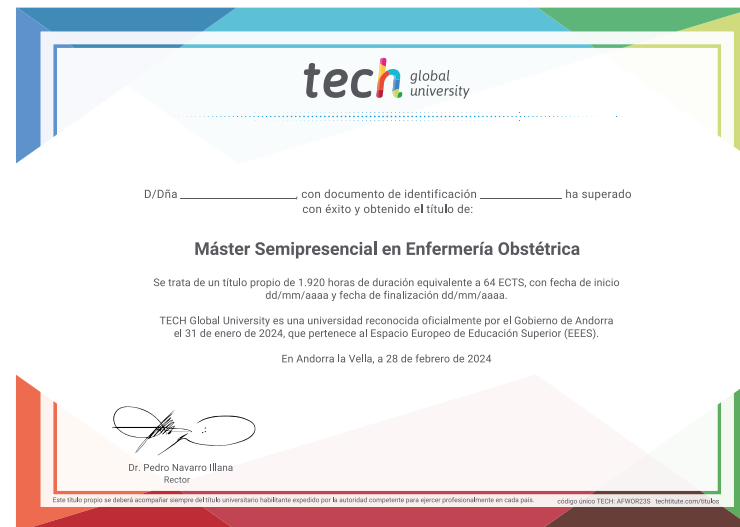 tech global university
D/Dña ______________, con documento de identificación ____________ ha superado
con éxito y obtenido el título de:
Máster Semipresencial en Enfermería Obstétrica
Se trata de un título propio de 1.920 horas de duración equivalente a 64 ECTS, con fecha de inicio
dd/mm/aaaa y fecha de finalización dd/mm/aaaa.
TECH Global University es una universidad reconocida oficialmente por el Gobierno de Andorra
el 31 de enero de 2024, que pertenece al Espacio Europeo de Educación Superior (EEES).
En Andorra la Vella, a 28 de febrero de 2024
Dr. Pedro Navarro Illana
Rector
Este título propio se deberá acompañar siempre del título universitario habilitante expedido por la autoridad competente para ejercer profesionalmente en cada país. código único TECH: AFWOR23S techtitute.com/titulos